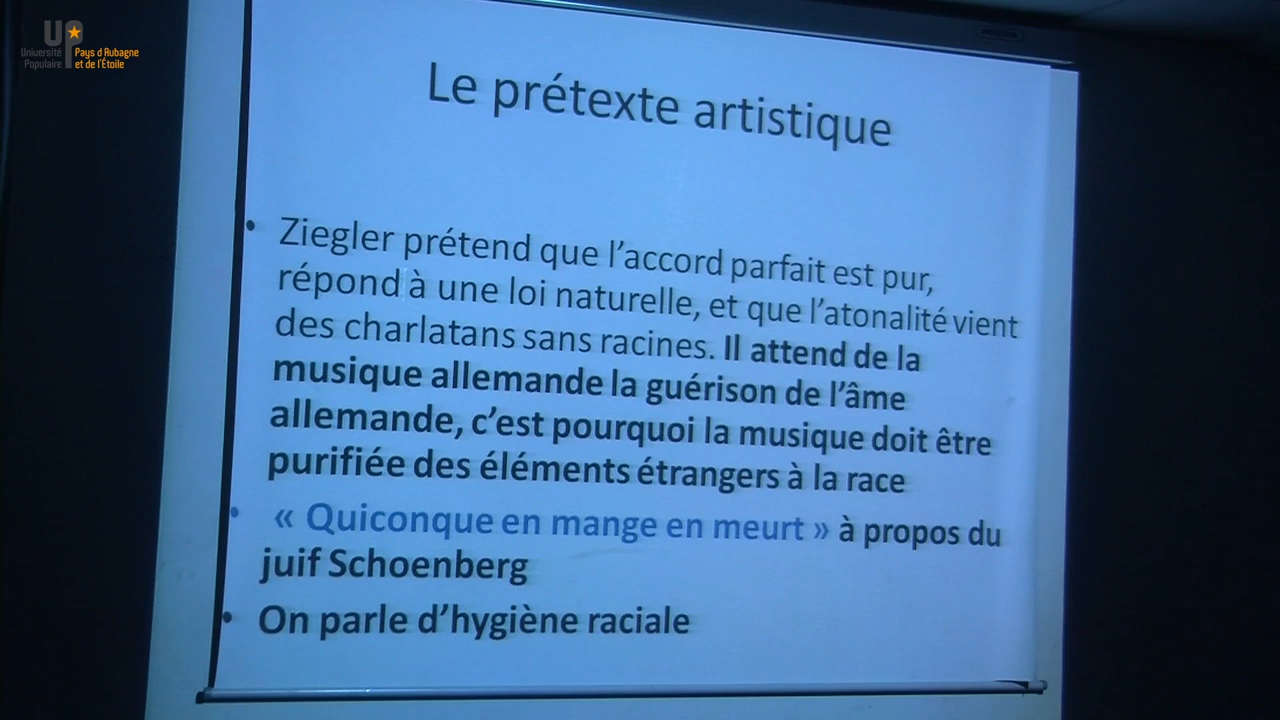 UP
Université
Populaire
Pays d'Aubagne
et de l'Étoile
Le prétexte artistique
• Ziegler prétend que l'accord parfait est pur,
répond à une loi naturelle, et que l'atonalité vient
des charlatans sans racines. Il attend de la
musique allemande la guérison de l'âme
allemande, c'est pourquoi la musique doit être
purifiée des éléments étrangers à la race
• « Quiconque en mange en meurt » à propos du
juif Schoenberg
• On parle d'hygiène raciale